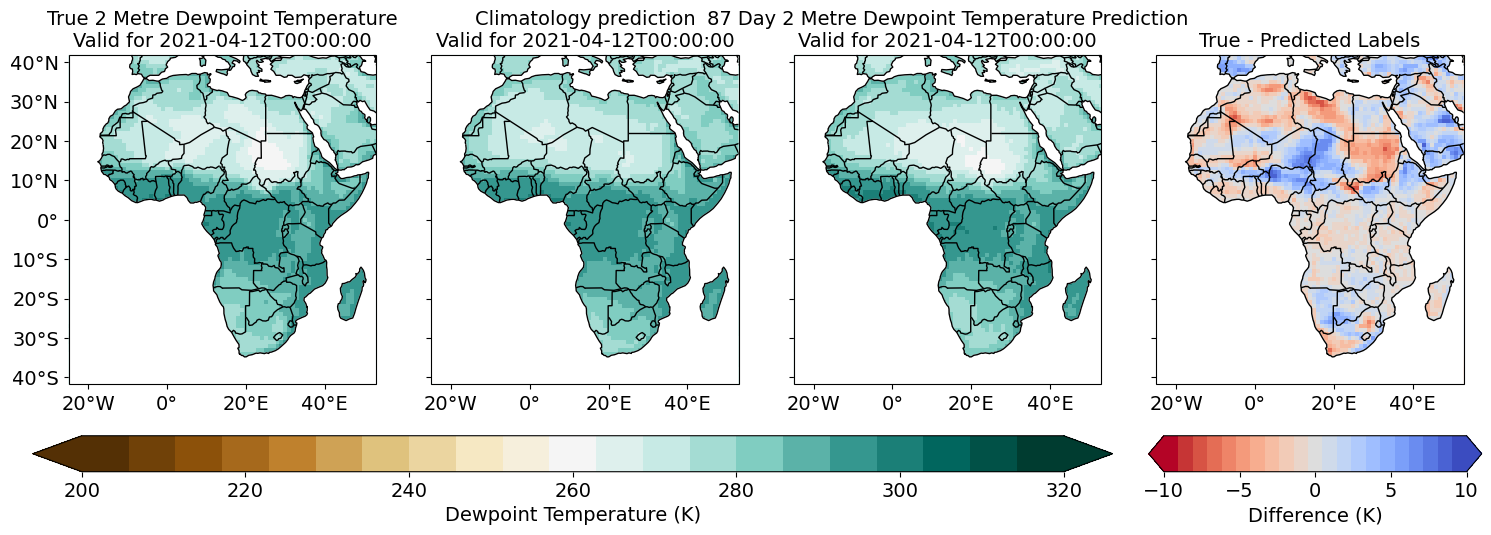 True 2 Metre Dewpoint Temperature
Valid for 2021-04-12T00:00:00
Climatology prediction  87 Day 2 Metre Dewpoint Temperature Prediction
Valid for 2021-04-12T00:00:00
Valid for 2021-04-12T00:00:00
True - Predicted Labels
40°N
30°N
20°N
10°N
0°
10°S
20°S
30°S
40°S
20°W 0° 20°E 40°E
20°W 0° 20°E 40°E
20°W 0° 20°E 40°E
20°W 0° 20°E 40°E
200 220 240 260 280 300 320
Dewpoint Temperature (K)
−10 −5 0 5 10
Difference (K)